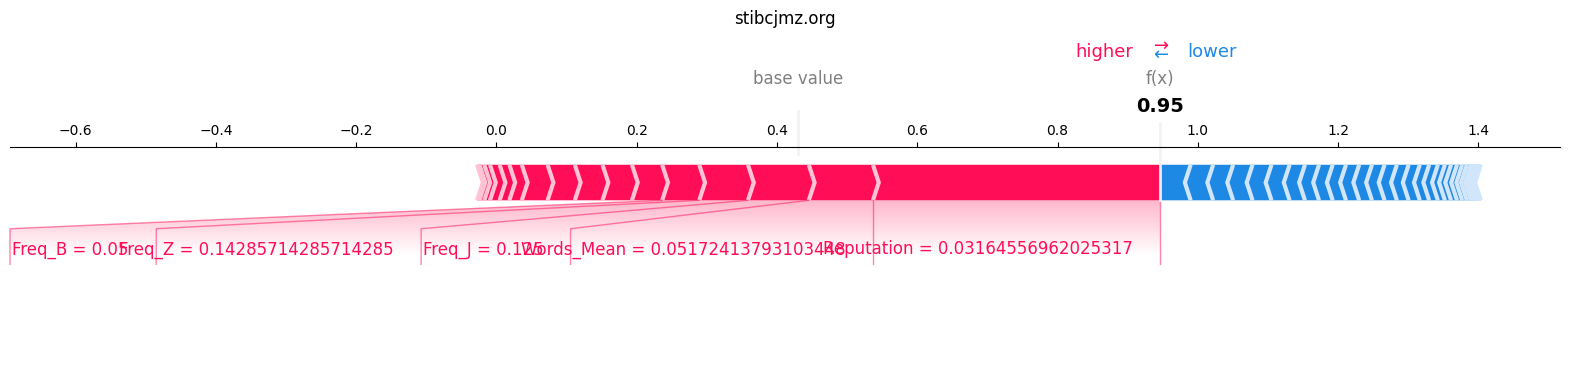 stibcjmz.org
higher ⇄ lower
base value f(x)
0.95
−0.6 −0.4 −0.2 0.0 0.2 0.4 0.6 0.8 1.0 1.2 1.4
Freq_B = 0.05 Freq_Z = 0.14285714285714285 Freq_J = 0.125 Words_Mean = 0.05172413793103448 Reputation = 0.03164556962025317